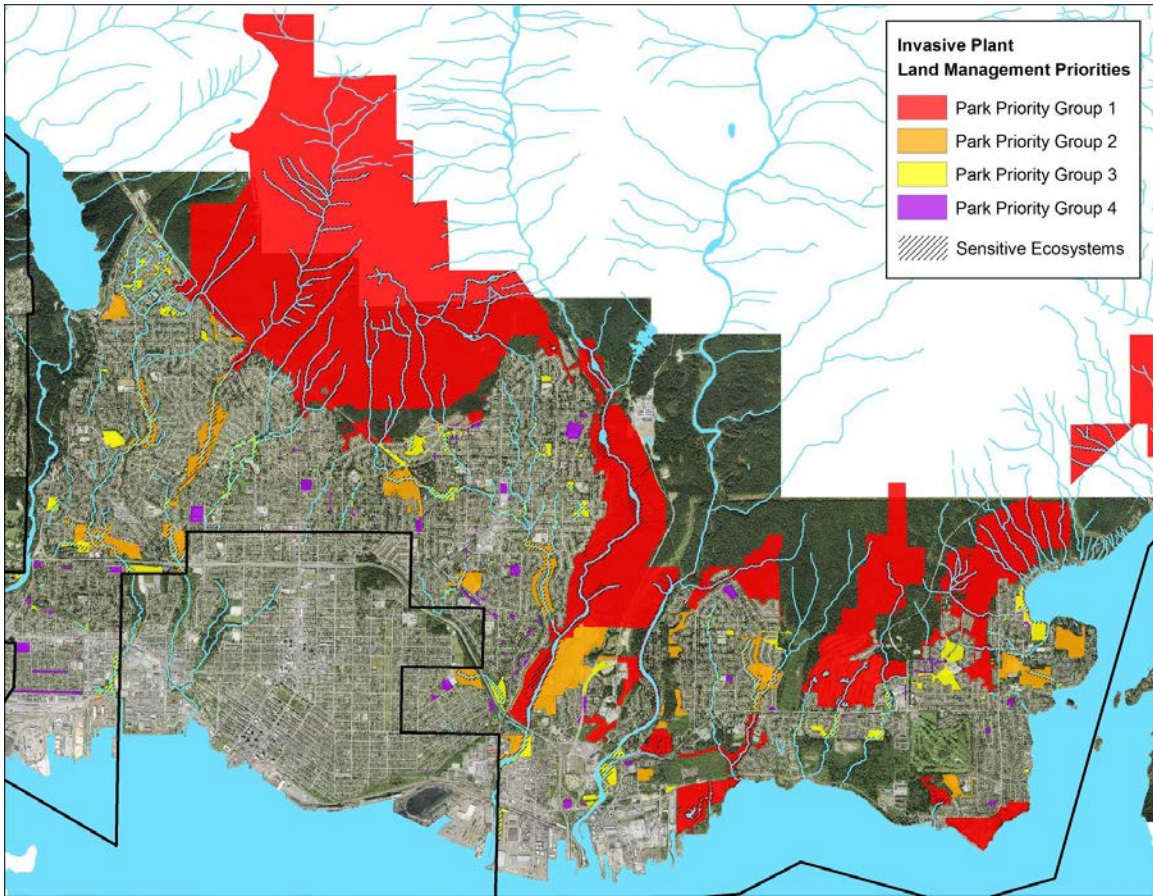 Invasive Plant
Land Management Priorities
Park Priority Group 1
Park Priority Group 2
Park Priority Group 3
Park Priority Group 4
Sensitive Ecosystems